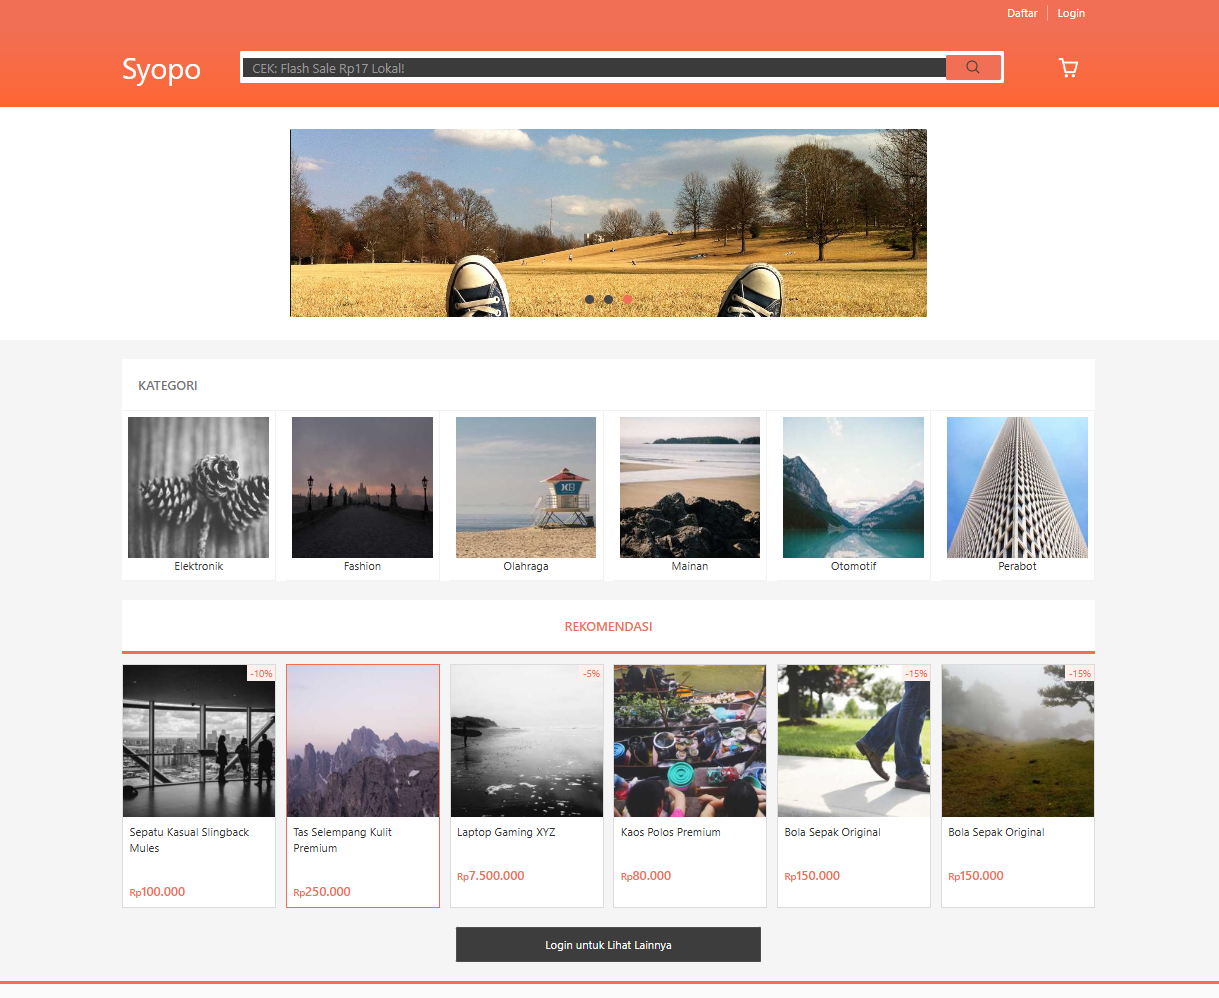 Daftar
Login
Syopo
CEK: Flash Sale Rp17 Lokal!
KATEGORI
Elektronik
Fashion
Olahraga
Mainan
Otomotif
Perabot
REKOMENDASI
-10%
Sepatu Kasual Slingback
Mules
Rp100.000
Tas Selempang Kulit
Premium
Rp250.000
-5%
Laptop Gaming XYZ
Rp7.500.000
Kaos Polos Premium
Rp80.000
-15%
Bola Sepak Original
Rp150.000
-15%
Bola Sepak Original
Rp150.000
Login untuk Lihat Lainnya